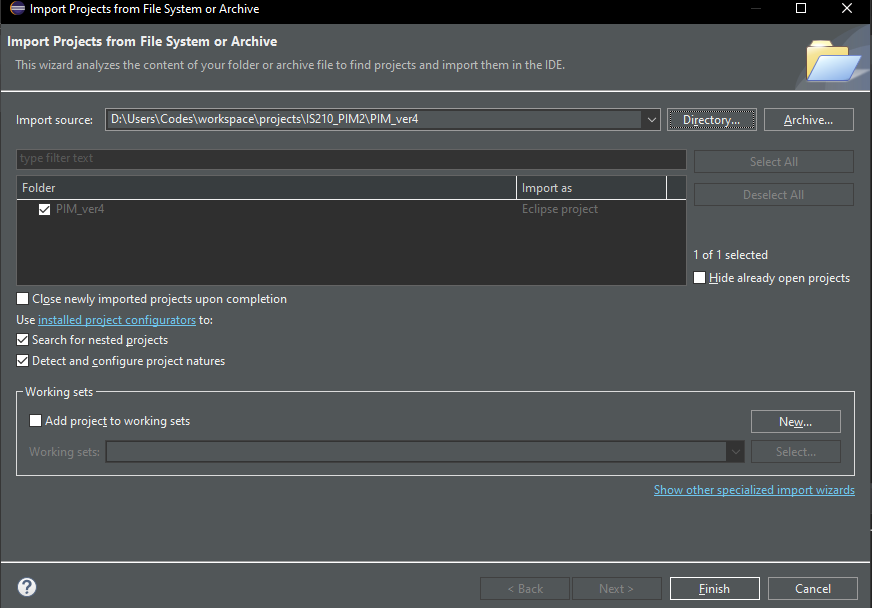 Import Projects from File System or Archive
Import Projects from File System or Archive
This wizard analyzes the content of your folder or archive file to find projects and import them in the IDE.
Import source: D:\Users\Codes\workspace\projects\IS210_PIM2\PIM_ver4 Directory... Archive...
type filter text Select All
Folder Import as
Deselect All
PIM_ver4 Eclipse project
1 of 1 selected
Hide already open projects
Close newly imported projects upon completion
Use installed project configurators to:
Search for nested projects
Detect and configure project natures
Working sets
Add project to working sets New...
Working sets: Select...
Show other specialized import wizards
? < Back Next > Finish Cancel